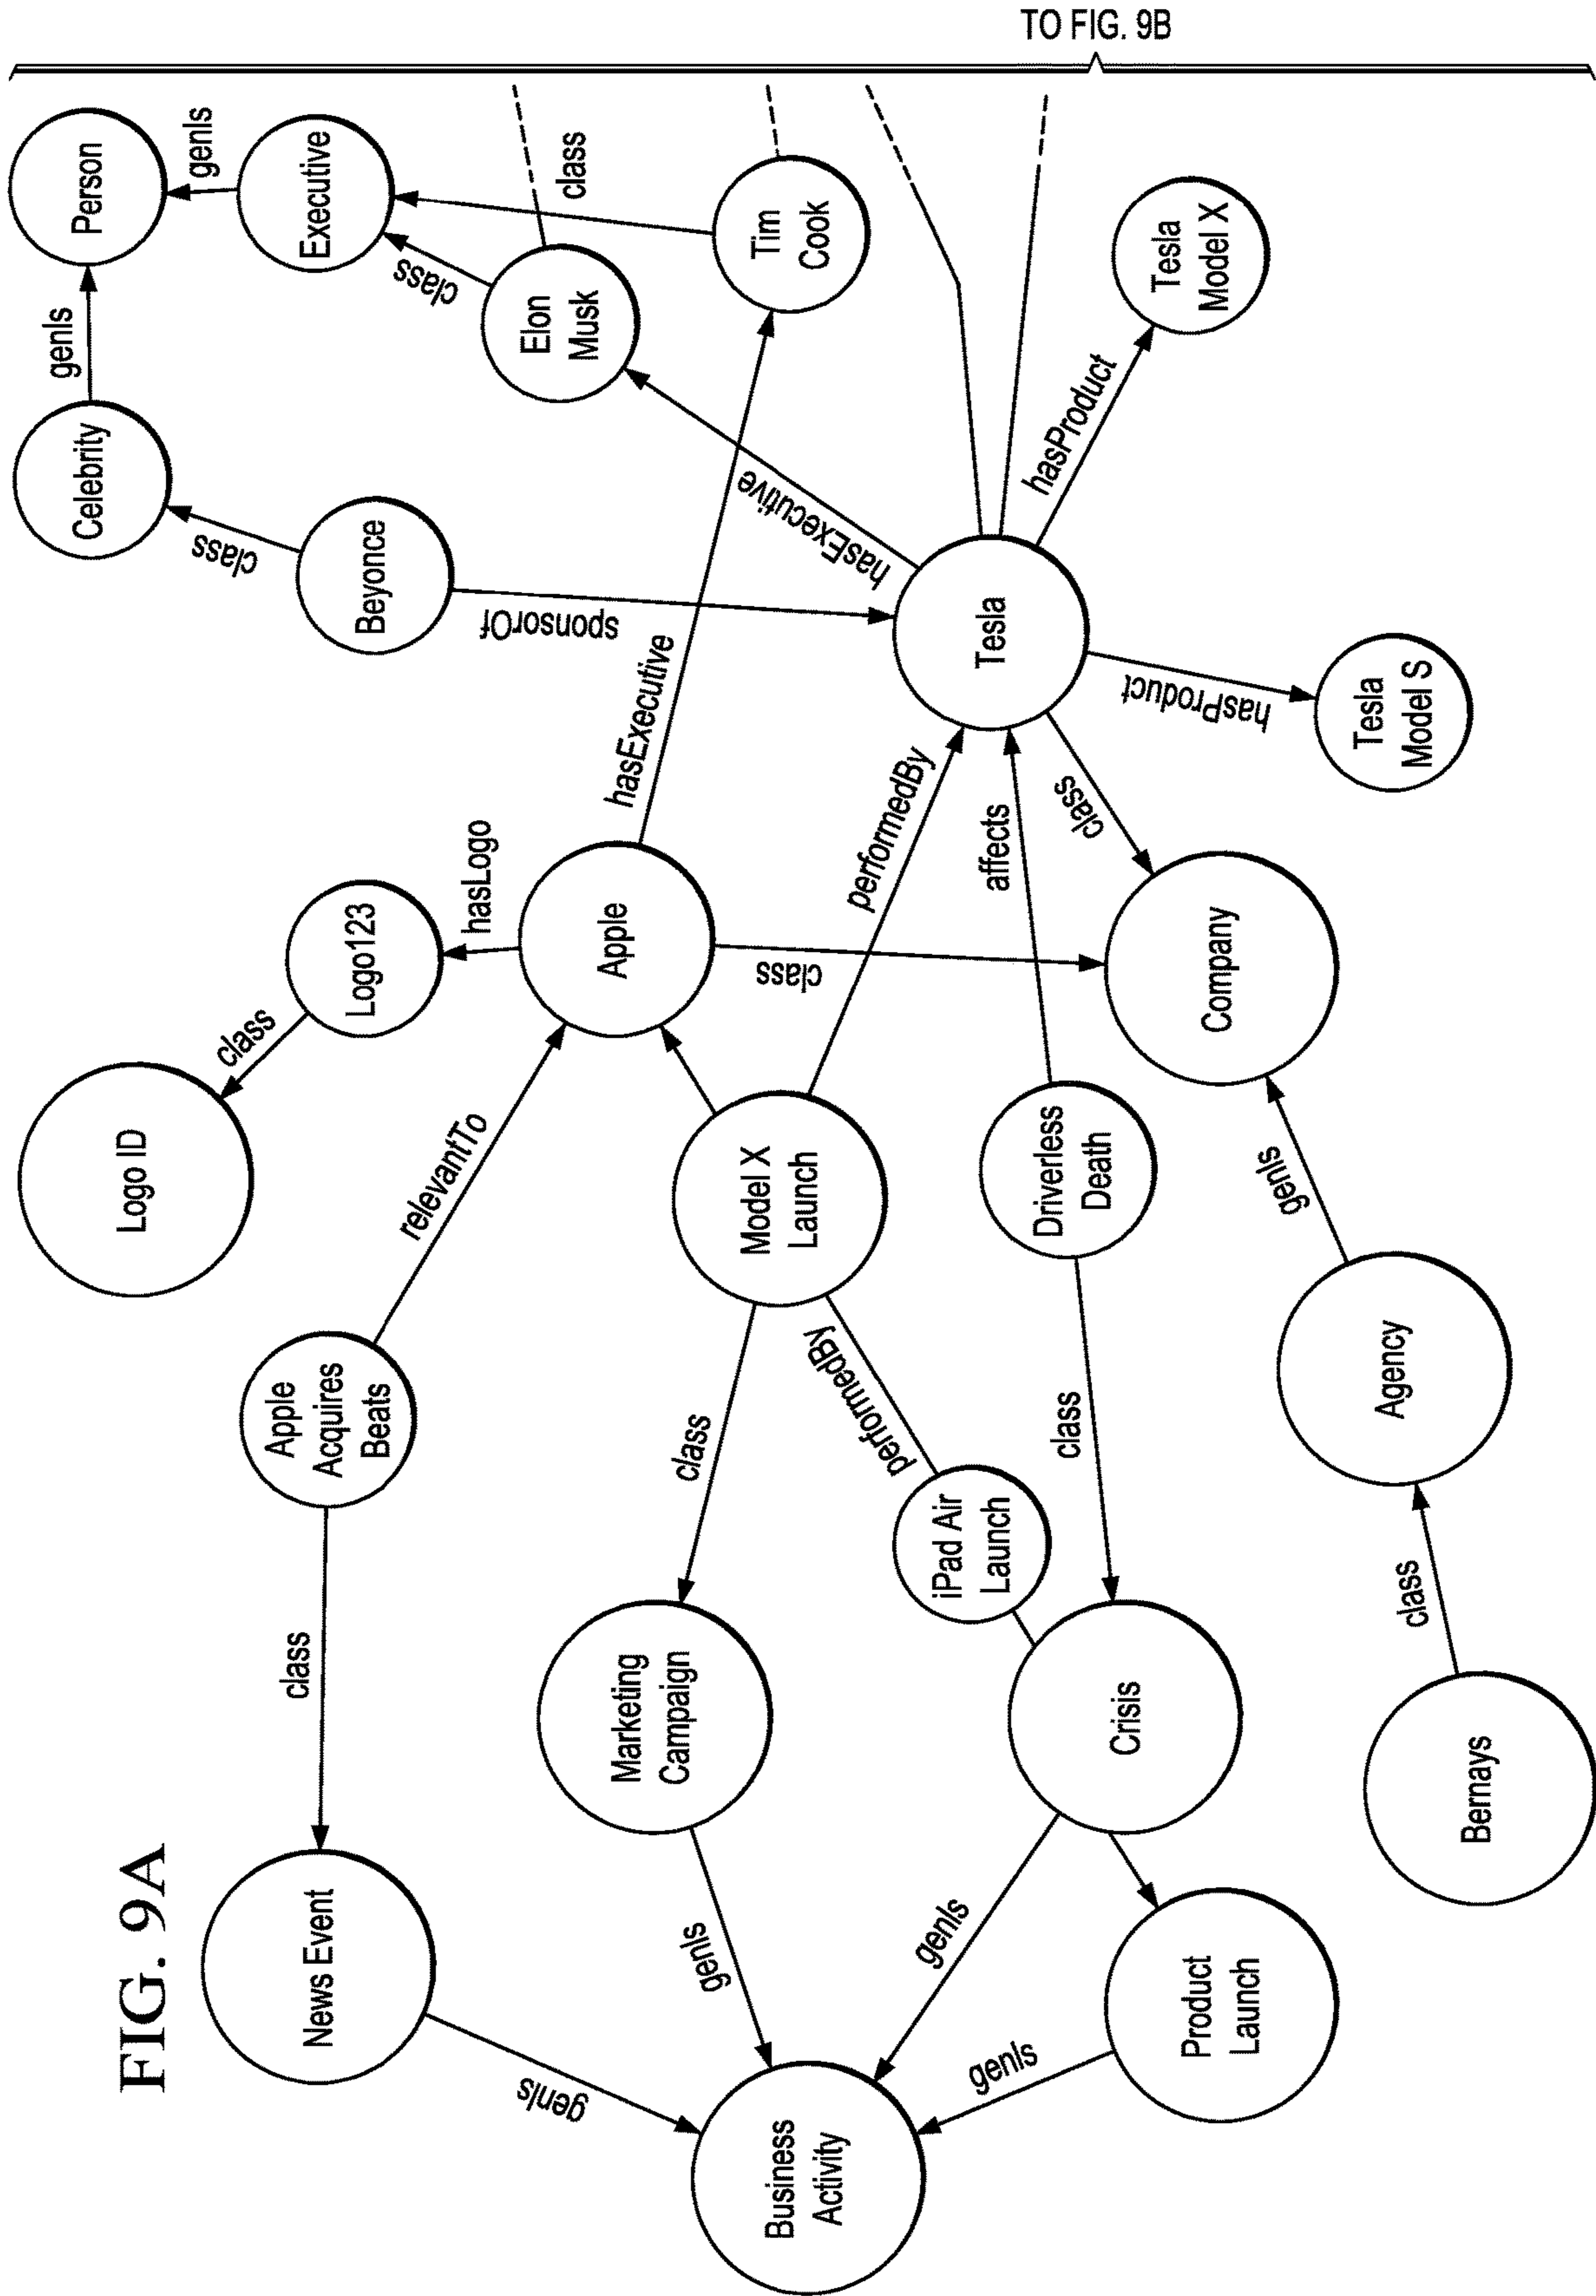 FIG. 9A
TO FIG. 9B
News Event
genls
Business
Activity
class
Apple
Acquires
Beats
relevantTo
Logo ID
class
Logo123
hasLogo
Apple
hasExecutive
class
Marketing
Campaign
genls
class
Model X
Launch
performedBy
performedBy
iPad Air
Launch
Crisis
genls
class
Driverless
Death
affects
Product
Launch
genls
Bernays
class
Agency
genls
Company
class
Tesla
hasProduct
Tesla
Model S
hasProduct
Tesla
Model X
hasExecutive
sponsorOf
Beyonce
class
Celebrity
genls
Person
genls
Executive
class
Elon
Musk
class
Tim
Cook